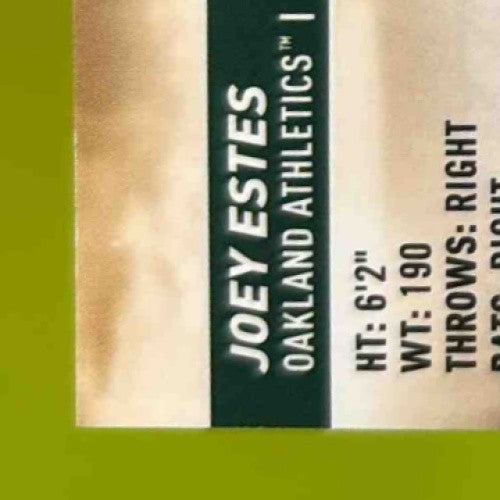 JOEY ESTES
OAKLAND ATHLETICS™ |
HT: 6'2"
WT: 190
THROWS: RIGHT